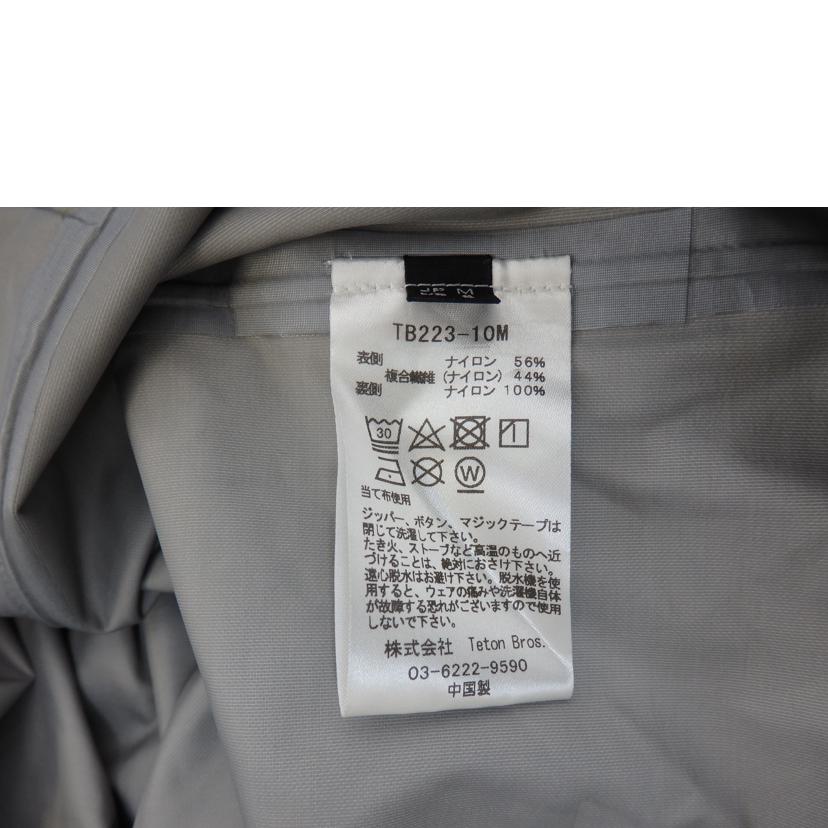 JP M
TB223-10M
表側 ナイロン 56%
複合繊維 (ナイロン) 44%
裏側 ナイロン 100%
30
W
当て布使用
ジッパー、ボタン、マジックテープは
閉じて洗濯して下さい。
たき火、ストーブなど高温のものへ近
づけることは、絶対におさけ下さい。
遠心脱水はお避け下さい。脱水機を使
用すると、ウェアの痛みや洗濯機自体
が故障する恐れがございますので使用
しないで下さい。
株式会社 Teton Bros.
03-6222-9590
中国製